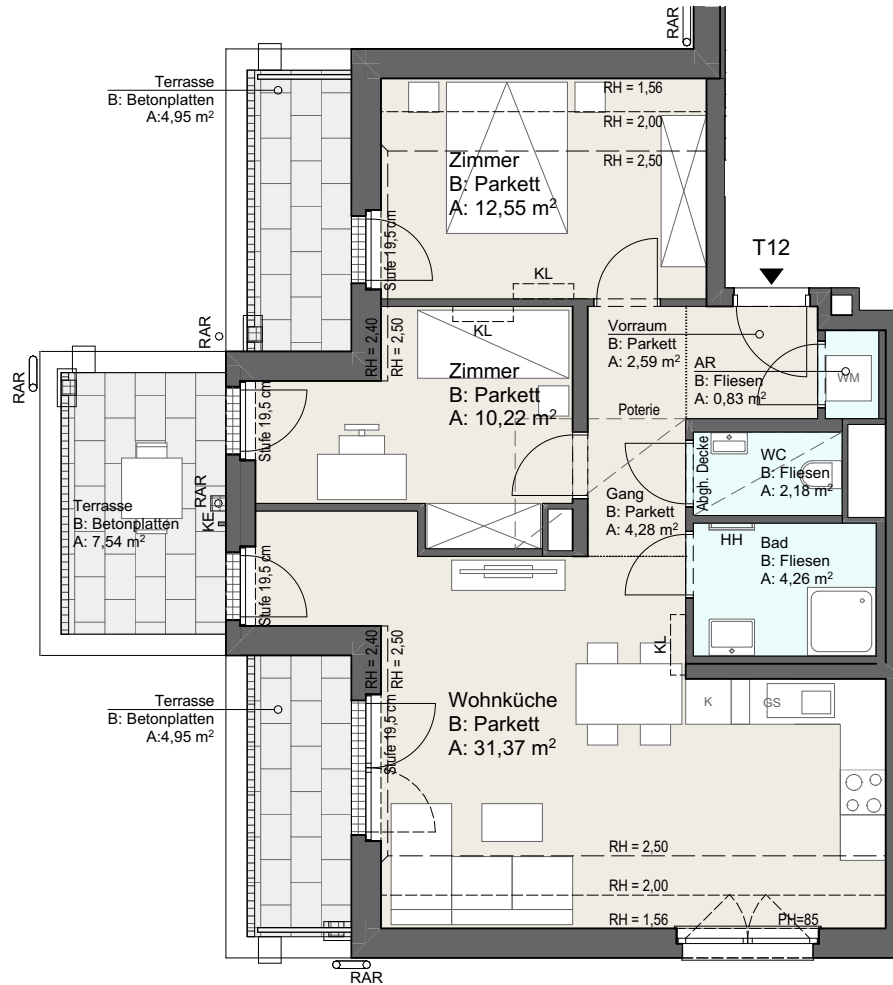 RAR
Terrasse
B: Betonplatten
A:4,95 m²
RH = 1,56
RH = 2,00
RH = 2,50
Zimmer
B: Parkett
A: 12,55 m²
Stufe 19,5 cm
KL
T12
RAR
RH = 2,40
RH = 2,50
KL
Zimmer
B: Parkett
A: 10,22 m²
Vorraum
B: Parkett
A: 2,59 m²
AR
B: Fliesen
A: 0,83 m²
WM
RAR
Stufe 19,5 cm
Poterie
Abgh. Decke
WC
B: Fliesen
A: 2,18 m²
Terrasse
B: Betonplatten
A: 7,54 m²
RAR
KE
Gang
B: Parkett
A: 4,28 m²
HH
Bad
B: Fliesen
A: 4,26 m²
Stufe 19,5 cm
RH = 2,40
RH = 2,50
KL
Terrasse
B: Betonplatten
A:4,95 m²
Stufe 19,5 cm
Wohnküche
B: Parkett
A: 31,37 m²
K
GS
RH = 2,50
RH = 2,00
RH = 1,56
PH=85
RAR